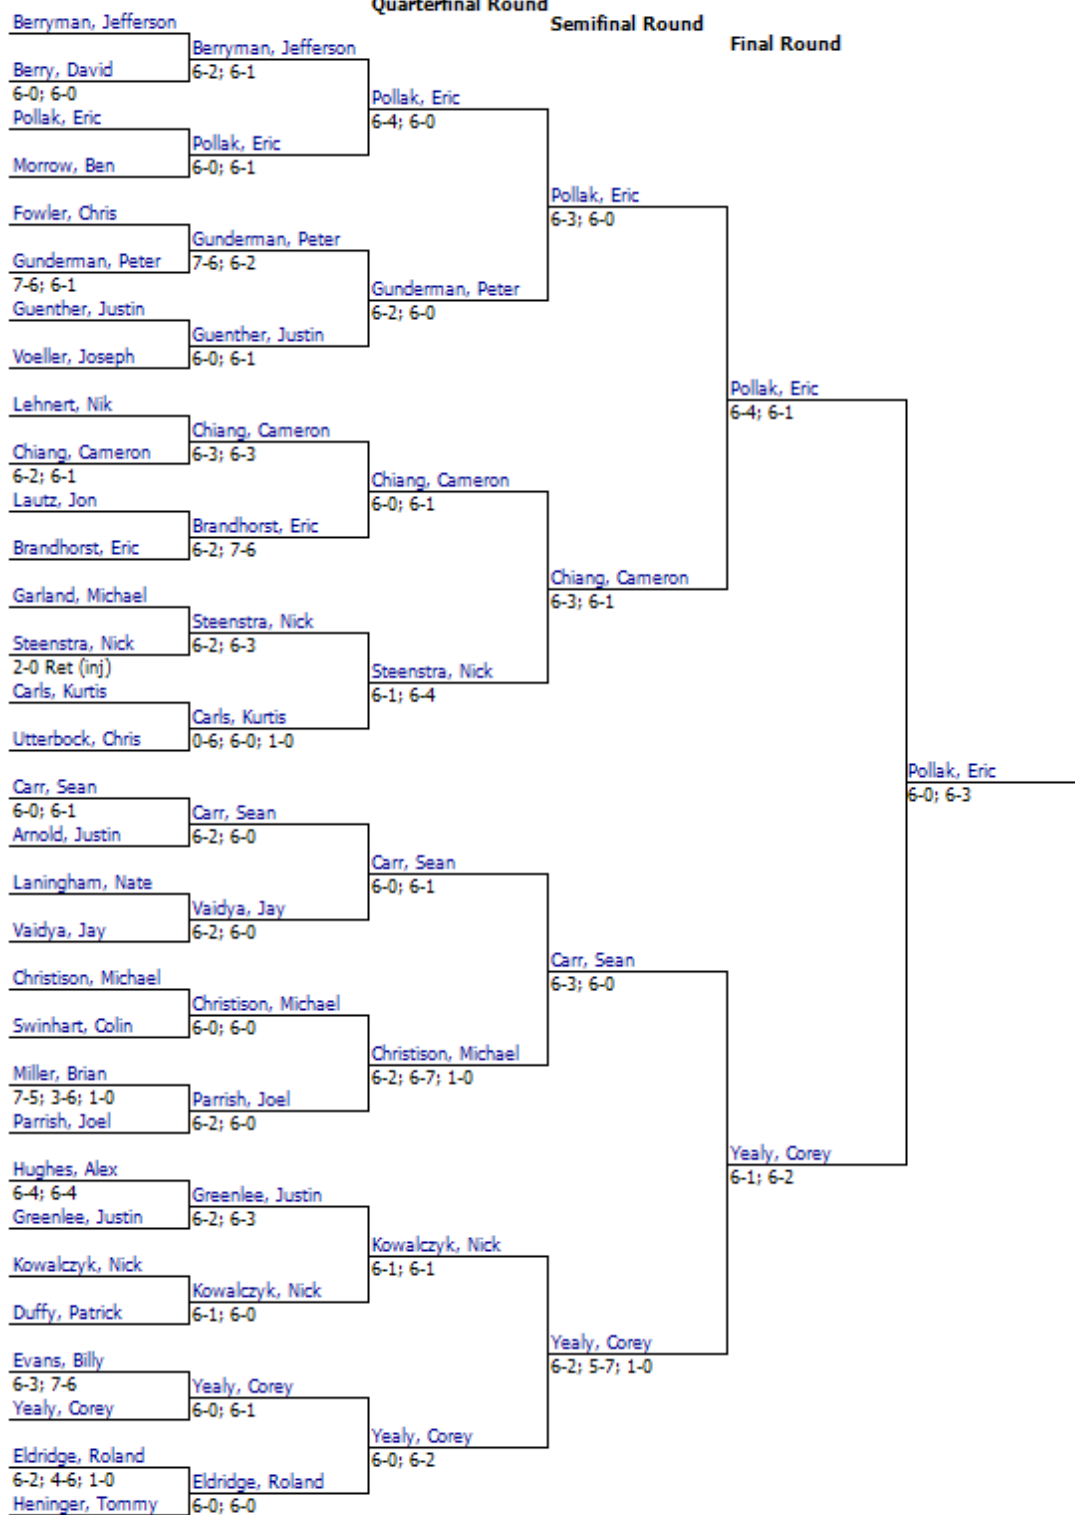 Quarterfinal Round
Semifinal Round
Final Round
Berryman, Jefferson
Berry, David
6-0; 6-0
Pollak, Eric
Morrow, Ben
Fowler, Chris
Gunderman, Peter
7-6; 6-1
Guenther, Justin
Voeller, Joseph
Lehnert, Nik
Chiang, Cameron
6-2; 6-1
Lautz, Jon
Brandhorst, Eric
Garland, Michael
Steenstra, Nick
2-0 Ret (inj)
Carls, Kurtis
Utterbock, Chris
Carr, Sean
6-0; 6-1
Arnold, Justin
Laningham, Nate
Vaidya, Jay
Christison, Michael
Swinhart, Colin
Miller, Brian
7-5; 3-6; 1-0
Parrish, Joel
Hughes, Alex
6-4; 6-4
Greenlee, Justin
Kowalczyk, Nick
Duffy, Patrick
Evans, Billy
6-3; 7-6
Yealy, Corey
Eldridge, Roland
6-2; 4-6; 1-0
Heninger, Tommy
Berryman, Jefferson
6-2; 6-1
Pollak, Eric
6-0; 6-1
Gunderman, Peter
7-6; 6-2
Guenther, Justin
6-0; 6-1
Chiang, Cameron
6-3; 6-3
Brandhorst, Eric
6-2; 7-6
Steenstra, Nick
6-2; 6-3
Carls, Kurtis
0-6; 6-0; 1-0
Carr, Sean
6-2; 6-0
Vaidya, Jay
6-2; 6-0
Christison, Michael
6-0; 6-0
Parrish, Joel
6-2; 6-0
Greenlee, Justin
6-2; 6-3
Kowalczyk, Nick
6-1; 6-0
Yealy, Corey
6-0; 6-1
Eldridge, Roland
6-0; 6-0
Pollak, Eric
6-4; 6-0
Gunderman, Peter
6-2; 6-0
Chiang, Cameron
6-0; 6-1
Steenstra, Nick
6-1; 6-4
Carr, Sean
6-0; 6-1
Christison, Michael
6-2; 6-7; 1-0
Kowalczyk, Nick
6-1; 6-1
Yealy, Corey
6-0; 6-2
Pollak, Eric
6-3; 6-0
Chiang, Cameron
6-3; 6-1
Carr, Sean
6-3; 6-0
Yealy, Corey
6-2; 5-7; 1-0
Pollak, Eric
6-4; 6-1
Yealy, Corey
6-1; 6-2
Pollak, Eric
6-0; 6-3